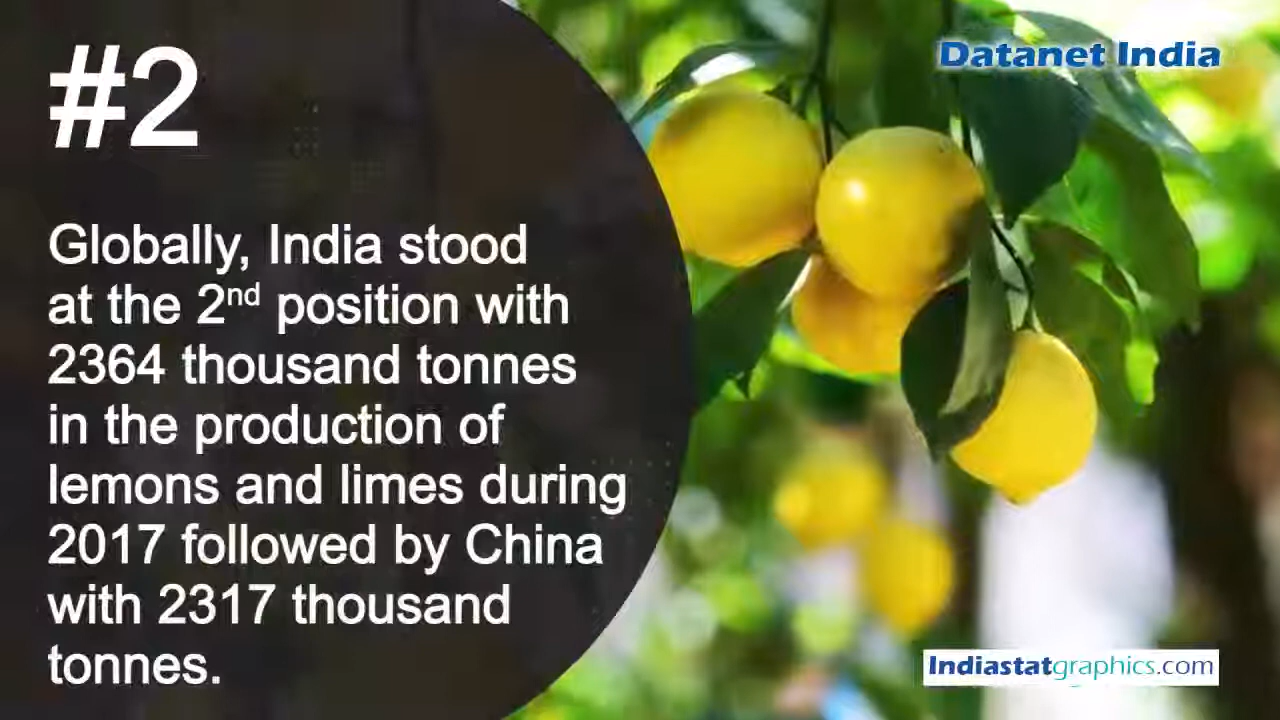 #2
Datanet India
Globally, India stood
at the 2nd position with
2364 thousand tonnes
in the production of
lemons and limes during
2017 followed by China
with 2317 thousand
tonnes.
Indiastatgraphics.com